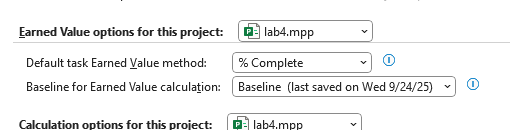 Earned Value options for this project: lab4.mpp
Default task Earned Value method: % Complete
Baseline for Earned Value calculation: Baseline (last saved on Wed 9/24/25)
Calculation options for this project: lab4.mpp